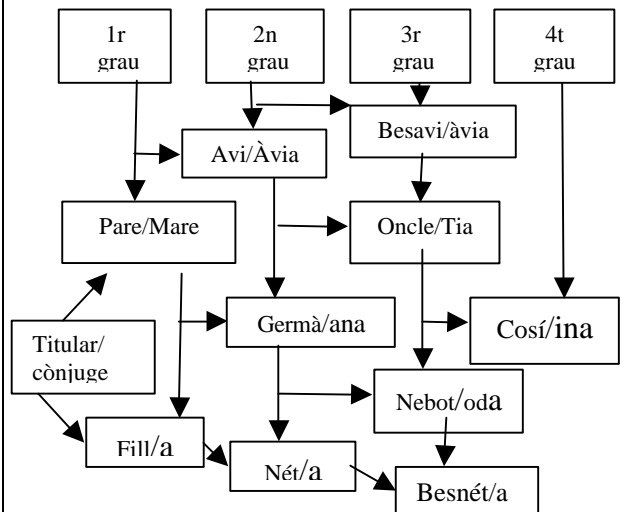 1r
grau
2n
grau
3r
grau
4t
grau
Besavi/àvia
Avi/Àvia
Pare/Mare
Oncle/Tia
Germà/ana
Cosí/ina
Titular/
cònjuge
Nebot/oda
Fill/a
Nét/a
Besnét/a